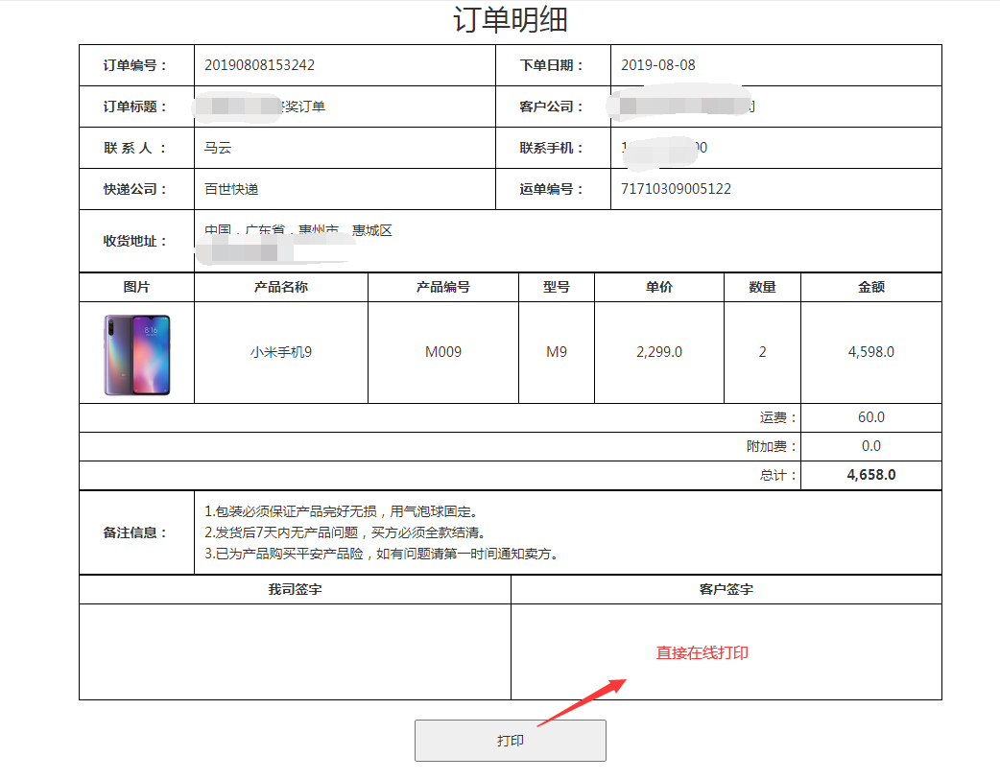 订单明细
订单编号： 20190808153242 下单日期： 2019-08-08
订单标题： 奖订单 客户公司：
联 系 人 ： 马云 联系手机： 1 00
快递公司： 百世快递 运单编号： 71710309005122
中国，广东省，惠州市，惠城区
收货地址：
图片 产品名称 产品编号 型号 单价 数量 金额
8:16
小米手机9 M009 M9 2,299.0 2 4,598.0
运费： 60.0
附加费： 0.0
总计： 4,658.0
1.包装必须保证产品完好无损，用气泡球固定。
备注信息： 2.发货后7天内无产品问题，买方必须全款结清。
3.已为产品购买平安产品险，如有问题请第一时间通知卖方。
我司签字 客户签字
直接在线打印
打印